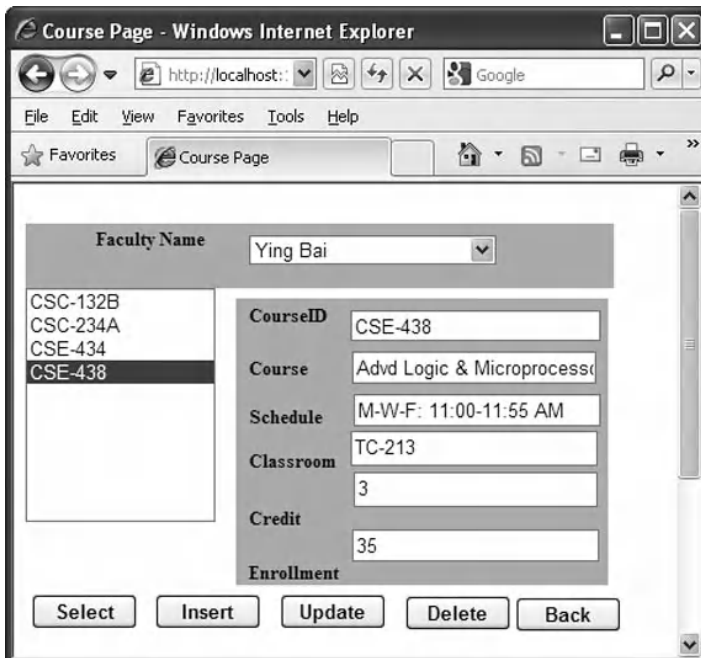 Course Page - Windows Internet Explorer
http://localhost:
Google
File Edit View Favorites Tools Help
Favorites Course Page
Faculty Name Ying Bai
CSC-132B
CSC-234A
CSE-434
CSE-438
CourseID CSE-438
Course Advd Logic & Microprocesso
Schedule M-W-F: 11:00-11:55 AM
Classroom TC-213
Credit 3
Enrollment 35
Select Insert Update Delete Back